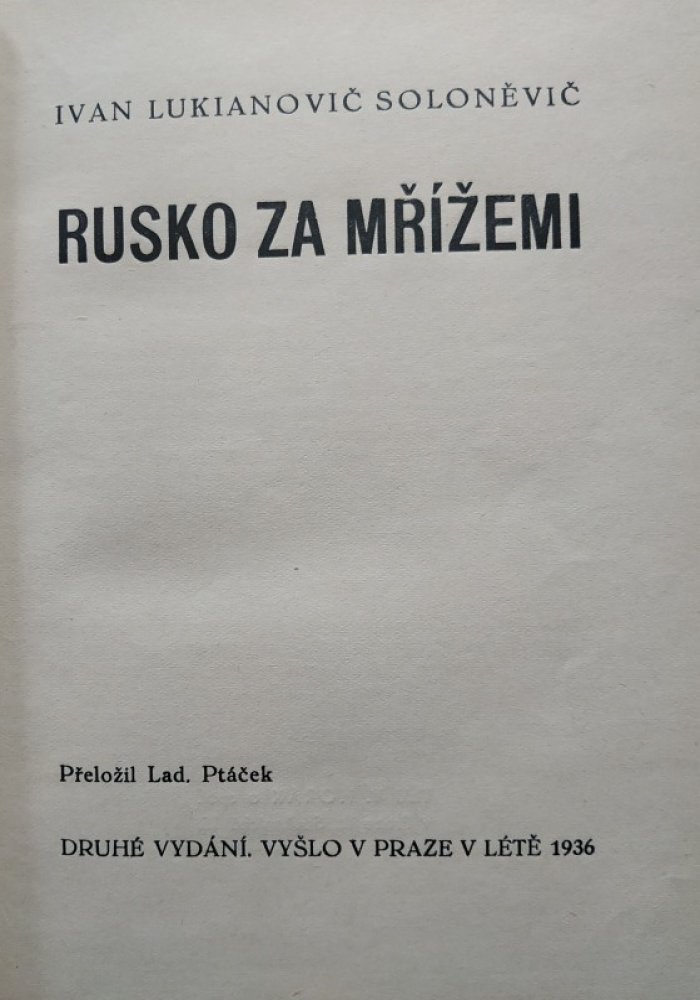 IVAN LUKIANOVIČ SOLONĚVIČ
RUSKO ZA MŘÍŽEMI
Přeložil Lad. Ptáček
DRUHÉ VYDÁNÍ. VYŠLO V PRAZE V LÉTĚ 1936